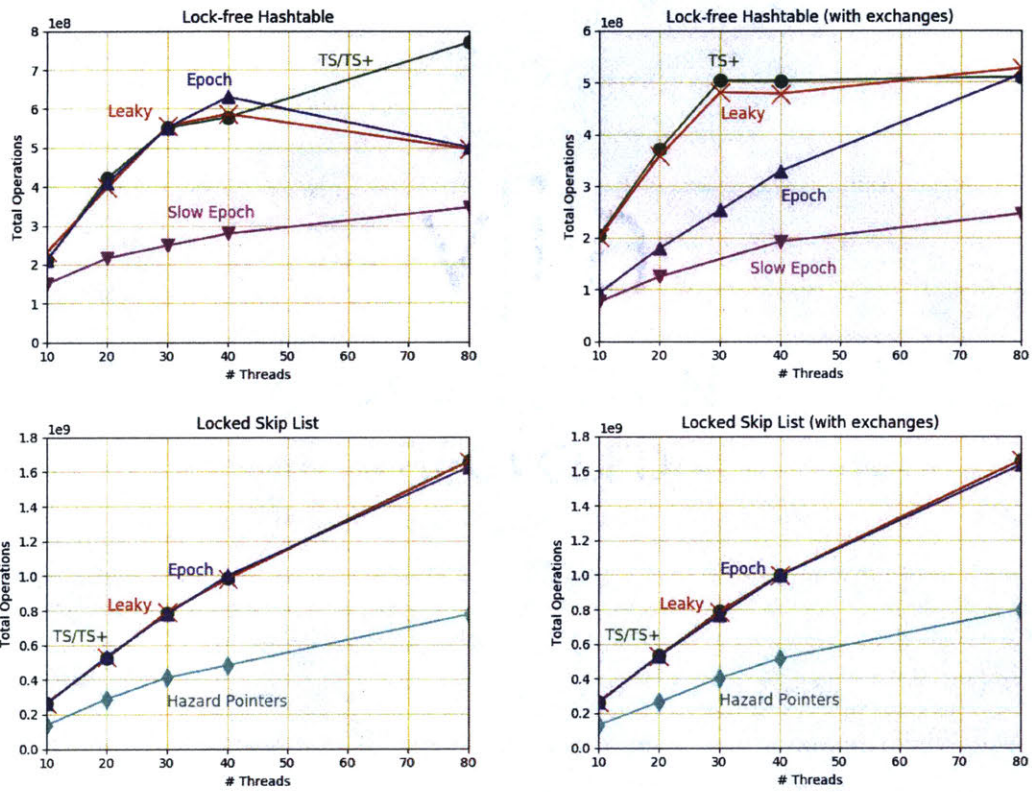 Lock-free Hashtable
1e8
8
7
6
5
4
3
2
1
0
Total Operations
TS/TS+
Epoch
Leaky
Slow Epoch
10 20 30 40 50 60 70 80
# Threads
Lock-free Hashtable (with exchanges)
1e8
6
5
4
3
2
1
0
Total Operations
TS+
Leaky
Epoch
Slow Epoch
10 20 30 40 50 60 70 80
# Threads
Locked Skip List
1e9
1.8
1.6
1.4
1.2
1.0
0.8
0.6
0.4
0.2
0.0
Total Operations
Epoch
Leaky
TS/TS+
Hazard Pointers
10 20 30 40 50 60 70 80
# Threads
Locked Skip List (with exchanges)
1e9
1.8
1.6
1.4
1.2
1.0
0.8
0.6
0.4
0.2
0.0
Total Operations
Epoch
Leaky
TS/TS+
Hazard Pointers
10 20 30 40 50 60 70 80
# Threads